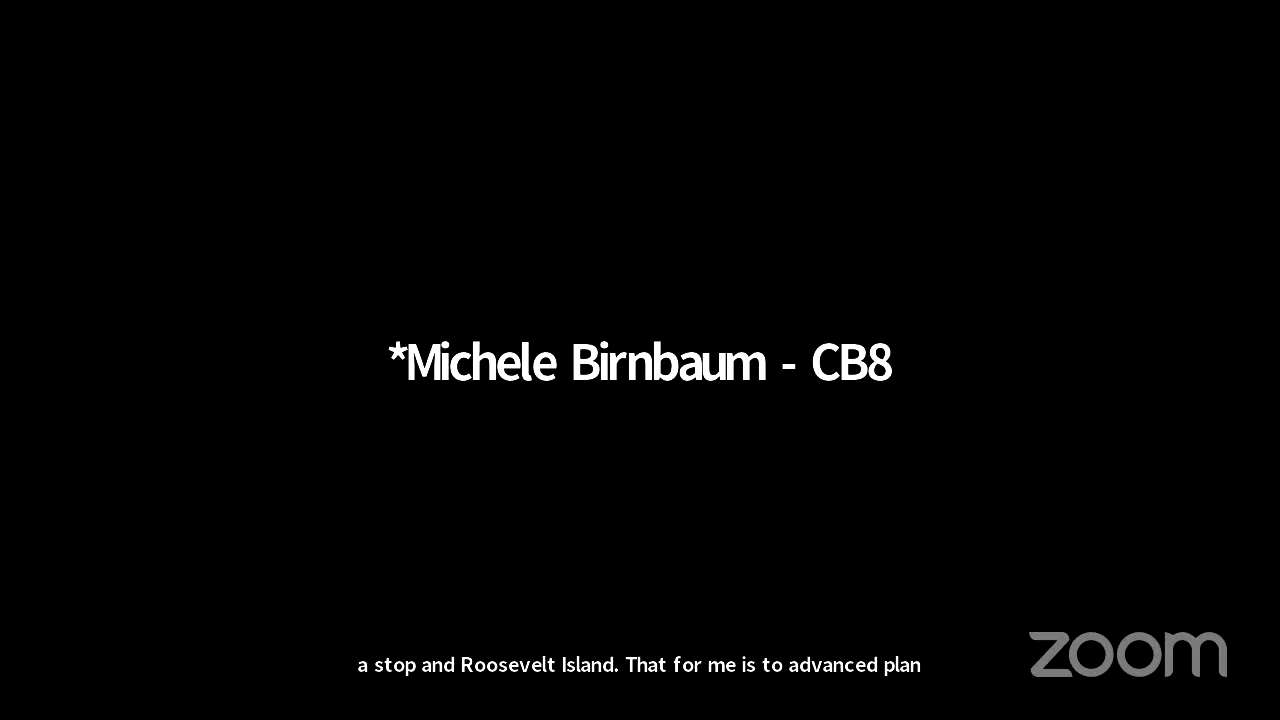 *Michele Birnbaum - CB8
a stop and Roosevelt Island. That for me is to advanced plan
zoom